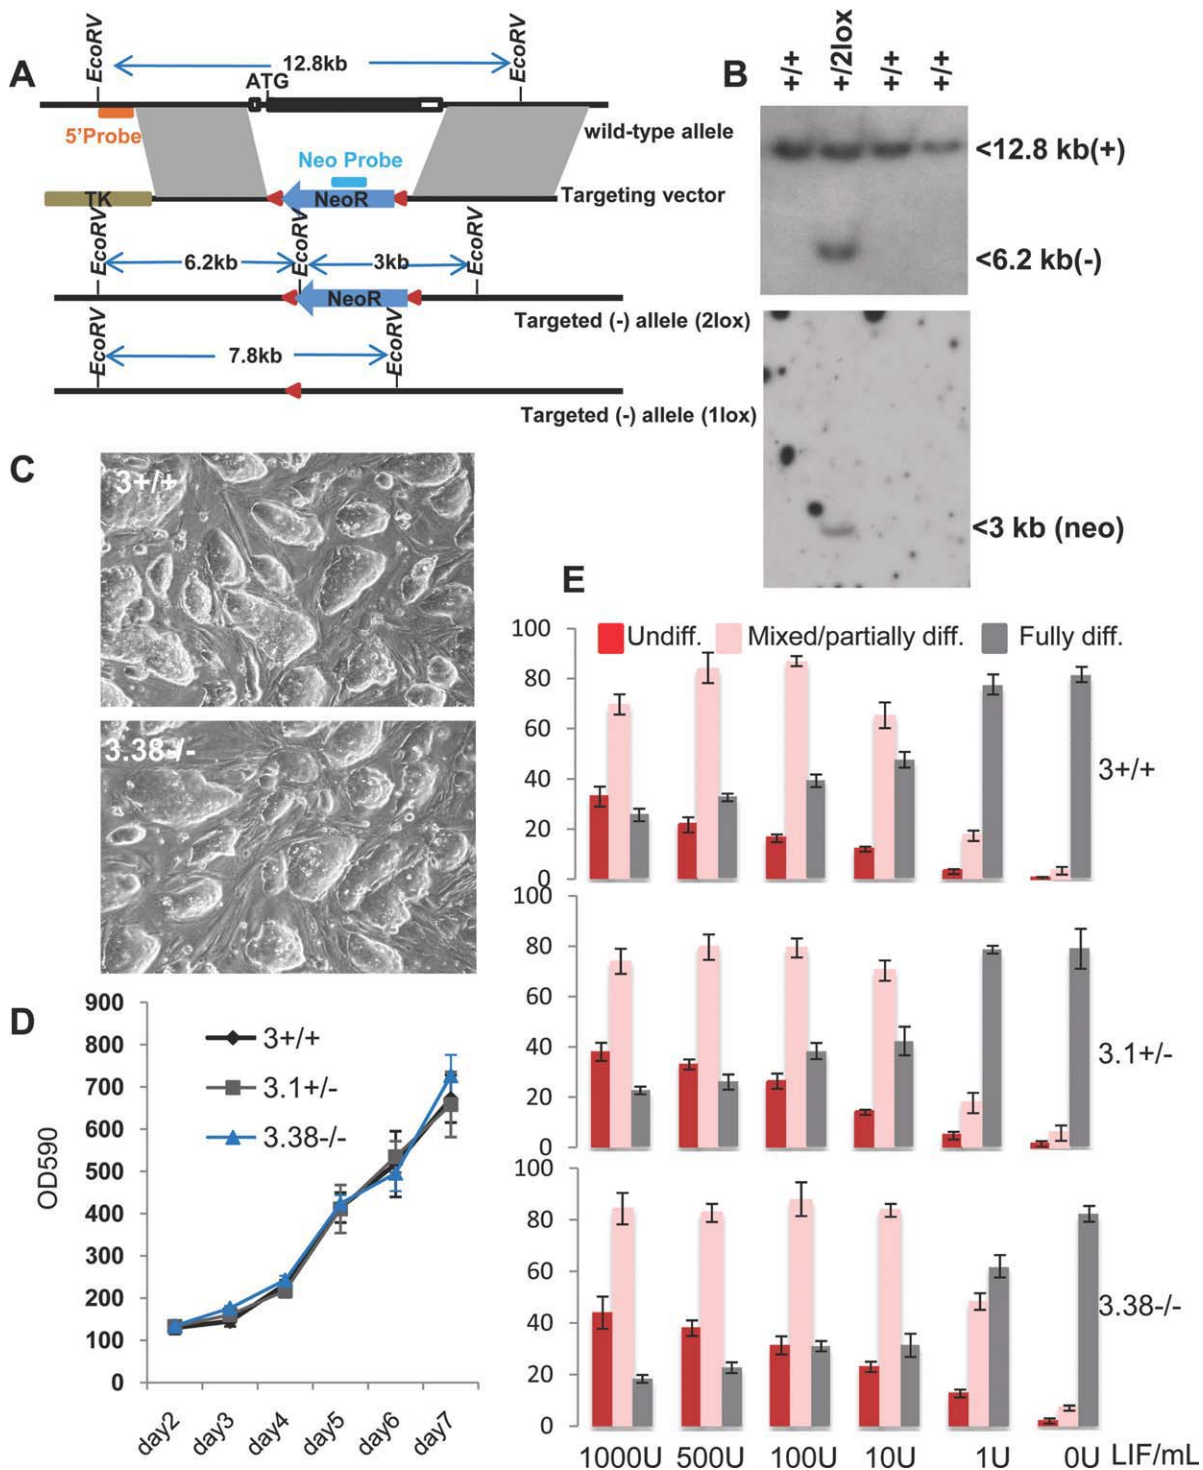 A
EcoRV
12.8kb
EcoRV
ATG
5'Probe
wild-type allele
Neo Probe
TK
NeoR
Targeting vector
EcoRV
6.2kb
EcoRV
3kb
EcoRV
NeoR
Targeted (-) allele (2lox)
EcoRV
7.8kb
EcoRV
Targeted (-) allele (1lox)
B
+/+
+/2lox
+/+
+/+
<12.8 kb(+)
<6.2 kb(-)
<3 kb (neo)
C
3+/+
3.38-/-
D
900
800
700
600
500
400
300
200
100
0
OD590
3+/+
3.1+/-
3.38-/-
day2
day3
day4
day5
day6
day7
E
Undiff.
Mixed/partially diff.
Fully diff.
100
80
60
40
20
0
3+/+
100
80
60
40
20
0
3.1+/-
100
80
60
40
20
0
3.38-/-
1000U 500U 100U 10U 1U 0U LIF/mL